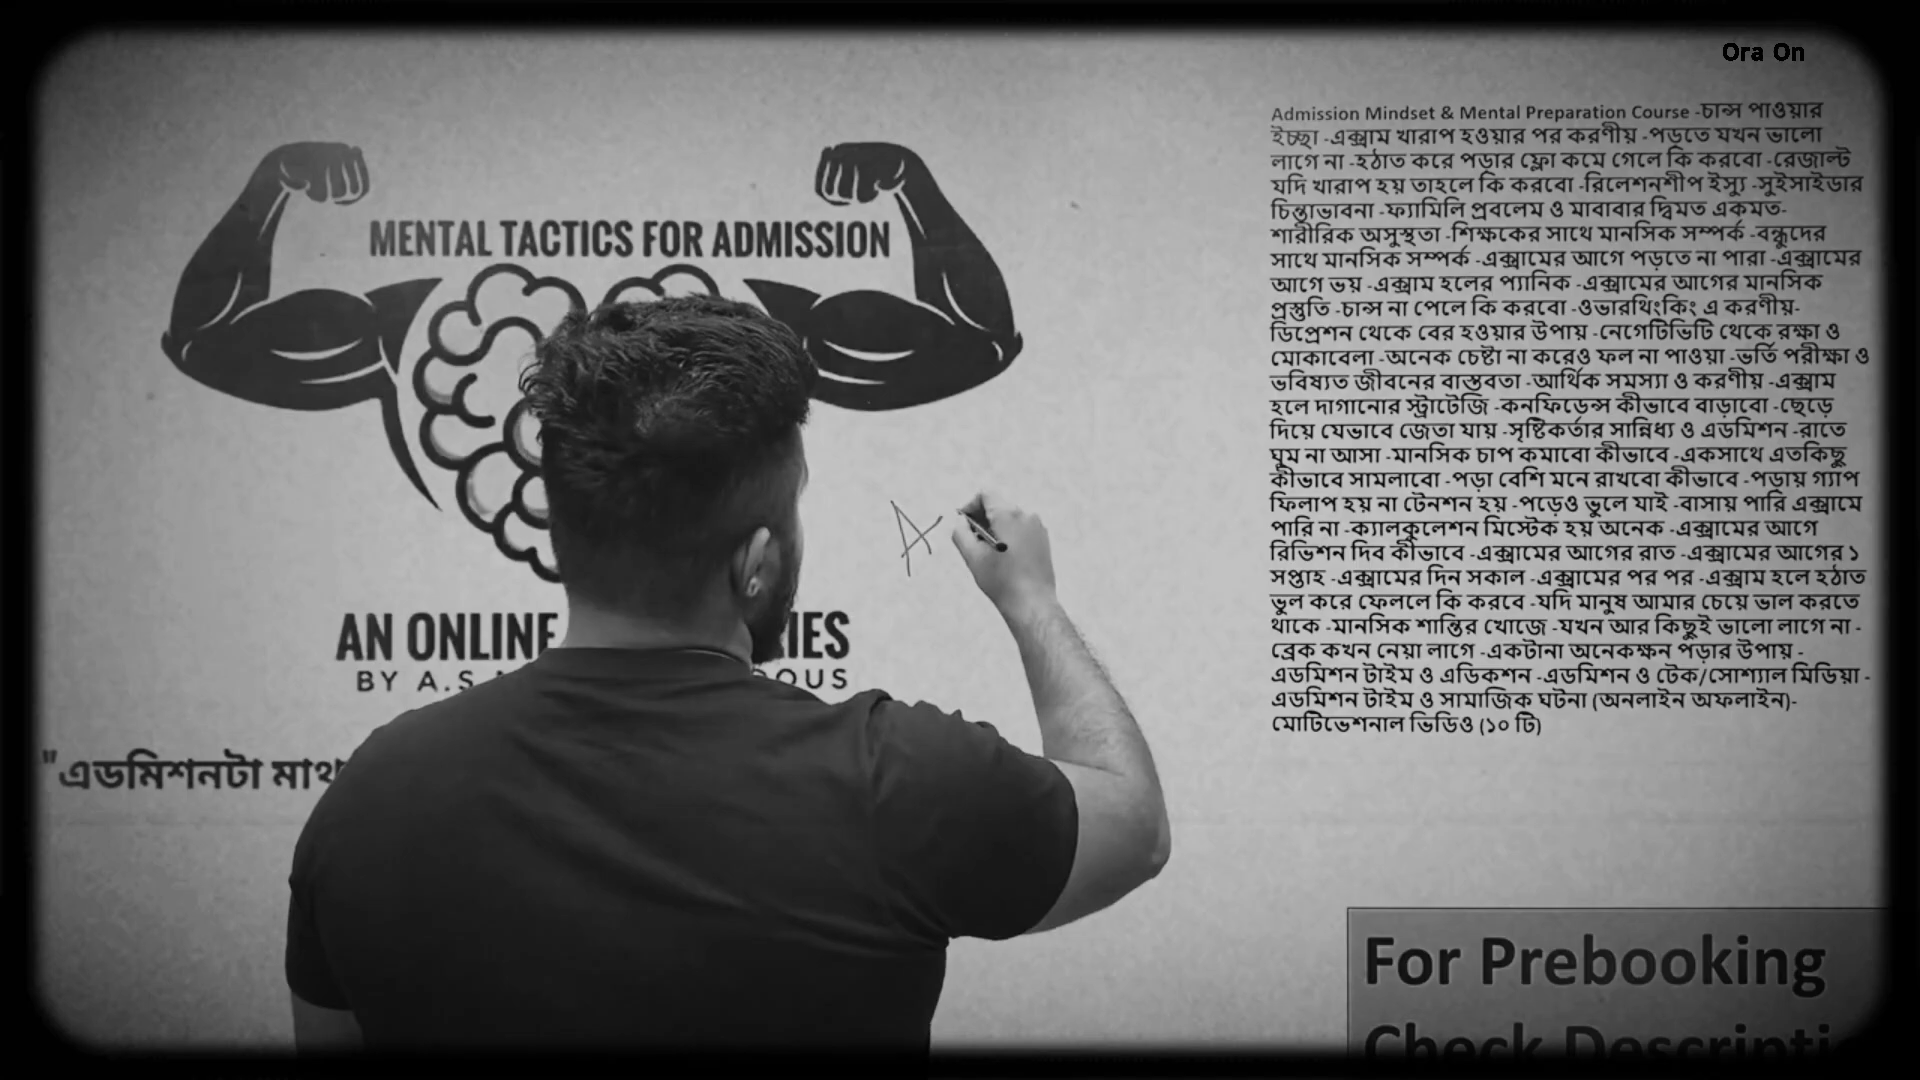 Ora On
MENTAL TACTICS FOR ADMISSION
AN ONLINE
BY A.S
"এডমিশনটা
A
Admission Mindset & Mental Preparation Course -চান্স পাওয়ার
ইচ্ছা -এক্সাম খারাপ হওয়ার পর করণীয় -পড়তে যখন ভালো
লাগে না -হঠাত করে পড়ার ফ্লো কমে গেলে কি করবো -রেজাল্ট
যদি খারাপ হয় তাহলে কি করবো -রিলেশনশীপ ইস্যু -সুইসাইডার
চিন্তাভাবনা -ফ্যামিলি প্রবলেম ও মাবাবার দ্বিমত একমত-
শারীরিক অসুস্থতা -শিক্ষকের সাথে মানসিক সম্পর্ক -বন্ধুদের
সাথে মানসিক সম্পর্ক -এক্সামের আগে পড়তে না পারা -এক্সামের
আগে ভয় -এক্সাম হলের প্যানিক -এক্সামের আগের মানসিক
প্রস্তুতি -চান্স না পেলে কি করবো -ওভারথিংকিং এ করণীয়-
ডিপ্রেশন থেকে বের হওয়ার উপায় -নেগেটিভিটি থেকে রক্ষা ও
মোকাবেলা -অনেক চেষ্টা না করেও ফল না পাওয়া -ভর্তি পরীক্ষা ও
ভবিষ্যত জীবনের বাস্তবতা -আর্থিক সমস্যা ও করণীয় -এক্সাম
হলে দাগানোর স্ট্রাটেজি -কনফিডেন্স কীভাবে বাড়াবো -ছেড়ে
দিয়ে যেভাবে জেতা যায় -সৃষ্টিকর্তার সান্নিধ্য ও এডমিশন -রাতে
ঘুম না আসা -মানসিক চাপ কমাবো কীভাবে -একসাথে এতকিছু
কীভাবে সামলাবো -পড়া বেশি মনে রাখবো কীভাবে -পড়ায় গ্যাপ
ফিলাপ হয় না টেনশন হয় -পড়েও ভুলে যাই -বাসায় পারি এক্সামে
পারি না -ক্যালকুলেশন মিস্টেক হয় অনেক -এক্সামের আগে
রিভিশন দিব কীভাবে -এক্সামের আগের রাত -এক্সামের আগের ১
সপ্তাহ -এক্সামের দিন সকাল -এক্সামের পর পর -এক্সাম হলে হঠাত
ভুল করে ফেললে কি করবে -যদি মানুষ আমার চেয়ে ভাল করতে
থাকে -মানসিক শান্তির খোজে -যখন আর কিছুই ভালো লাগে না -
ব্রেক কখন নেয়া লাগে -একটানা অনেকক্ষন পড়ার উপায় -
এডমিশন টাইম ও এডিকশন -এডমিশন ও টেক/সোশ্যাল মিডিয়া -
এডমিশন টাইম ও সামাজিক ঘটনা (অনলাইন অফলাইন)-
মোটিভেশনাল ভিডিও (১০ টি)
For Prebooking
Check